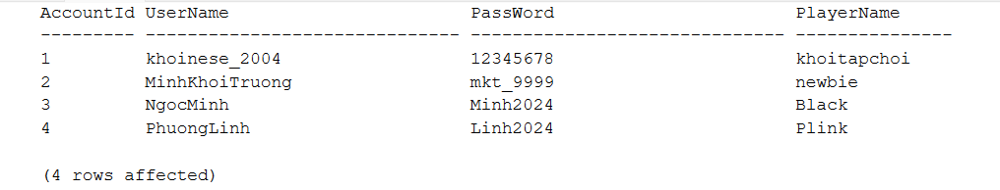 AccountId UserName                       PassWord                       PlayerName
--------- ------------------------------ ------------------------------ ---------------
1         khoinese_2004                  12345678                       khoitapchoi
2         MinhKhoiTruong                 mkt_9999                       newbie
3         NgocMinh                       Minh2024                       Black
4         PhuongLinh                     Linh2024                       Plink
(4 rows affected)